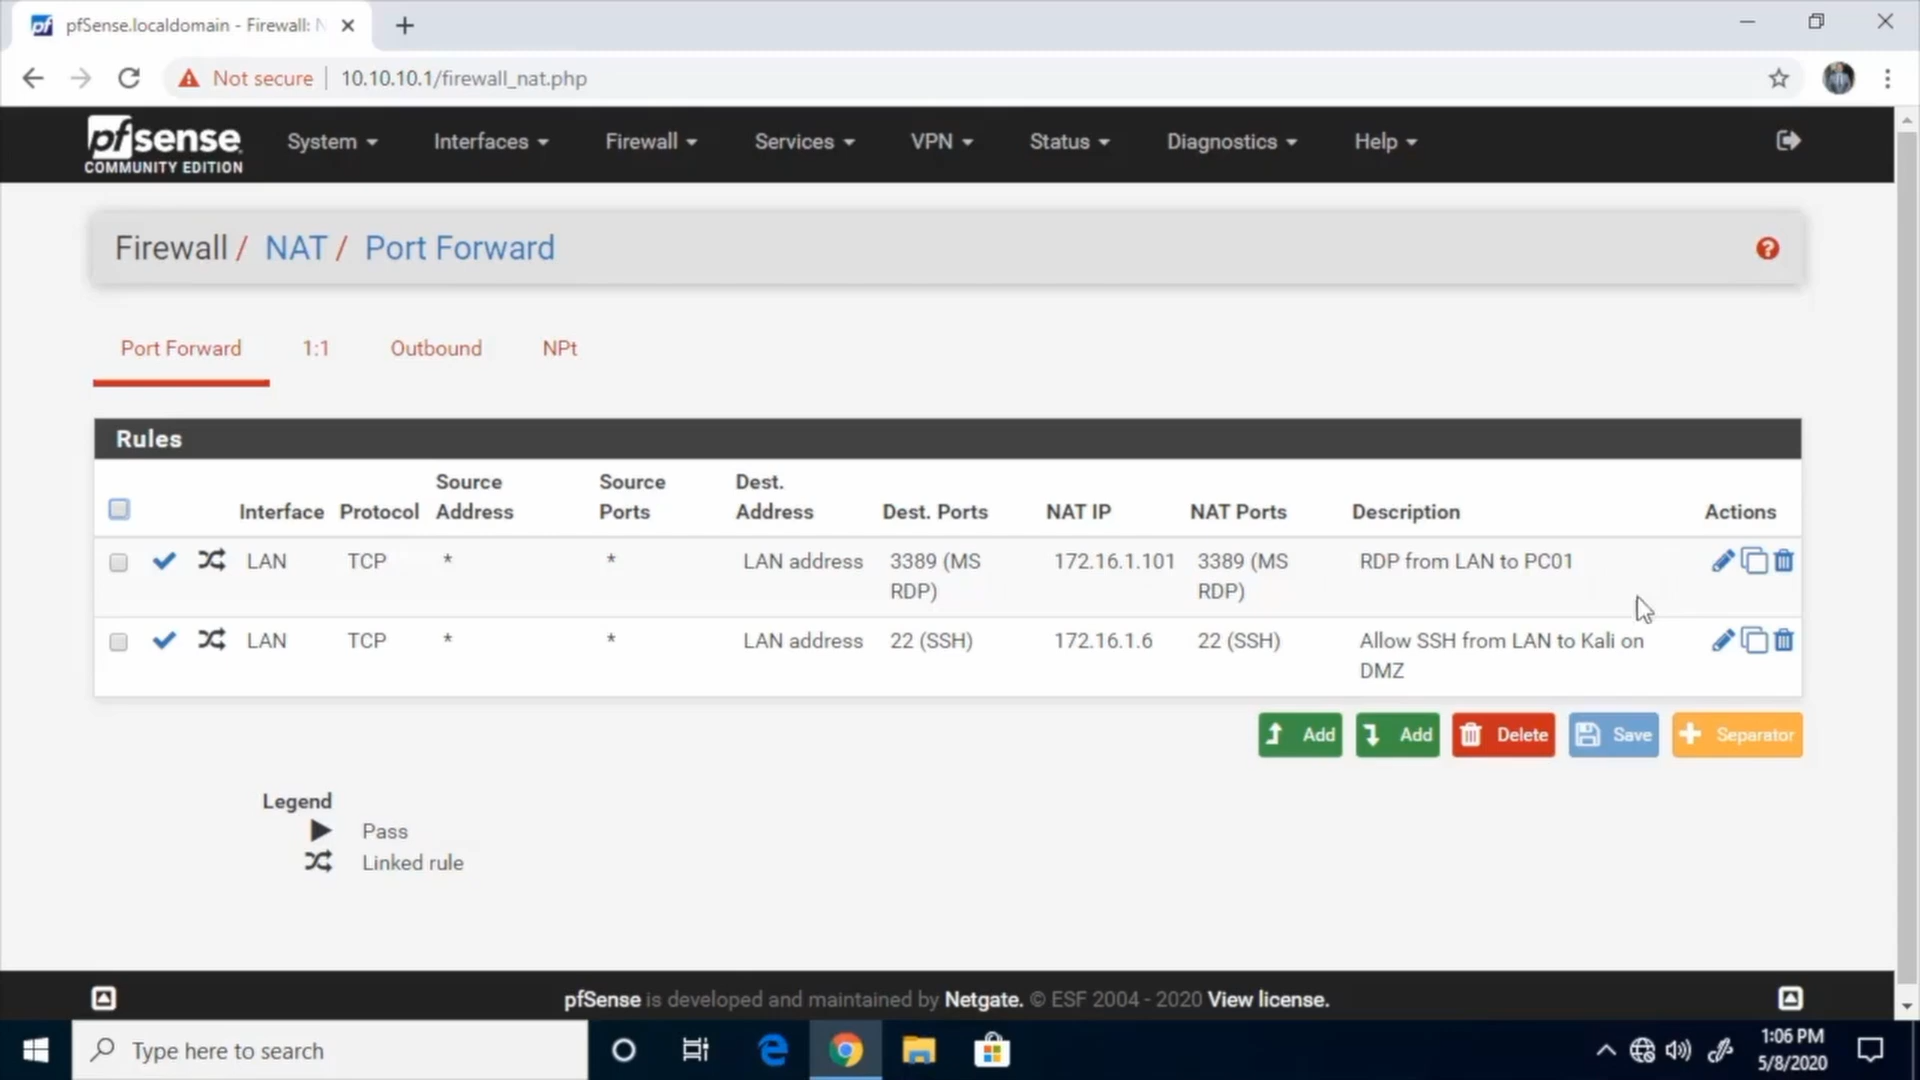 pfSense.localdomain - Firewall: N
Not secure
10.10.10.1/firewall_nat.php
pfsense
COMMUNITY EDITION
System
Interfaces
Firewall
Services
VPN
Status
Diagnostics
Help
Firewall / NAT / Port Forward
Port Forward
1:1
Outbound
NPt
Rules
Interface
Protocol
Source
Address
Source
Ports
Dest.
Address
Dest. Ports
NAT IP
NAT Ports
Description
Actions
LAN TCP * * LAN address 3389 (MS 172.16.1.101 3389 (MS RDP from LAN to PC01
RDP) RDP)
LAN TCP * * LAN address 22 (SSH) 172.16.1.6 22 (SSH) Allow SSH from LAN to Kali on
DMZ
Add
Add
Delete
Save
Separator
Legend
Pass
Linked rule
pfSense is developed and maintained by Netgate. © ESF 2004 - 2020 View license.
Type here to search
1:06 PM
5/8/2020